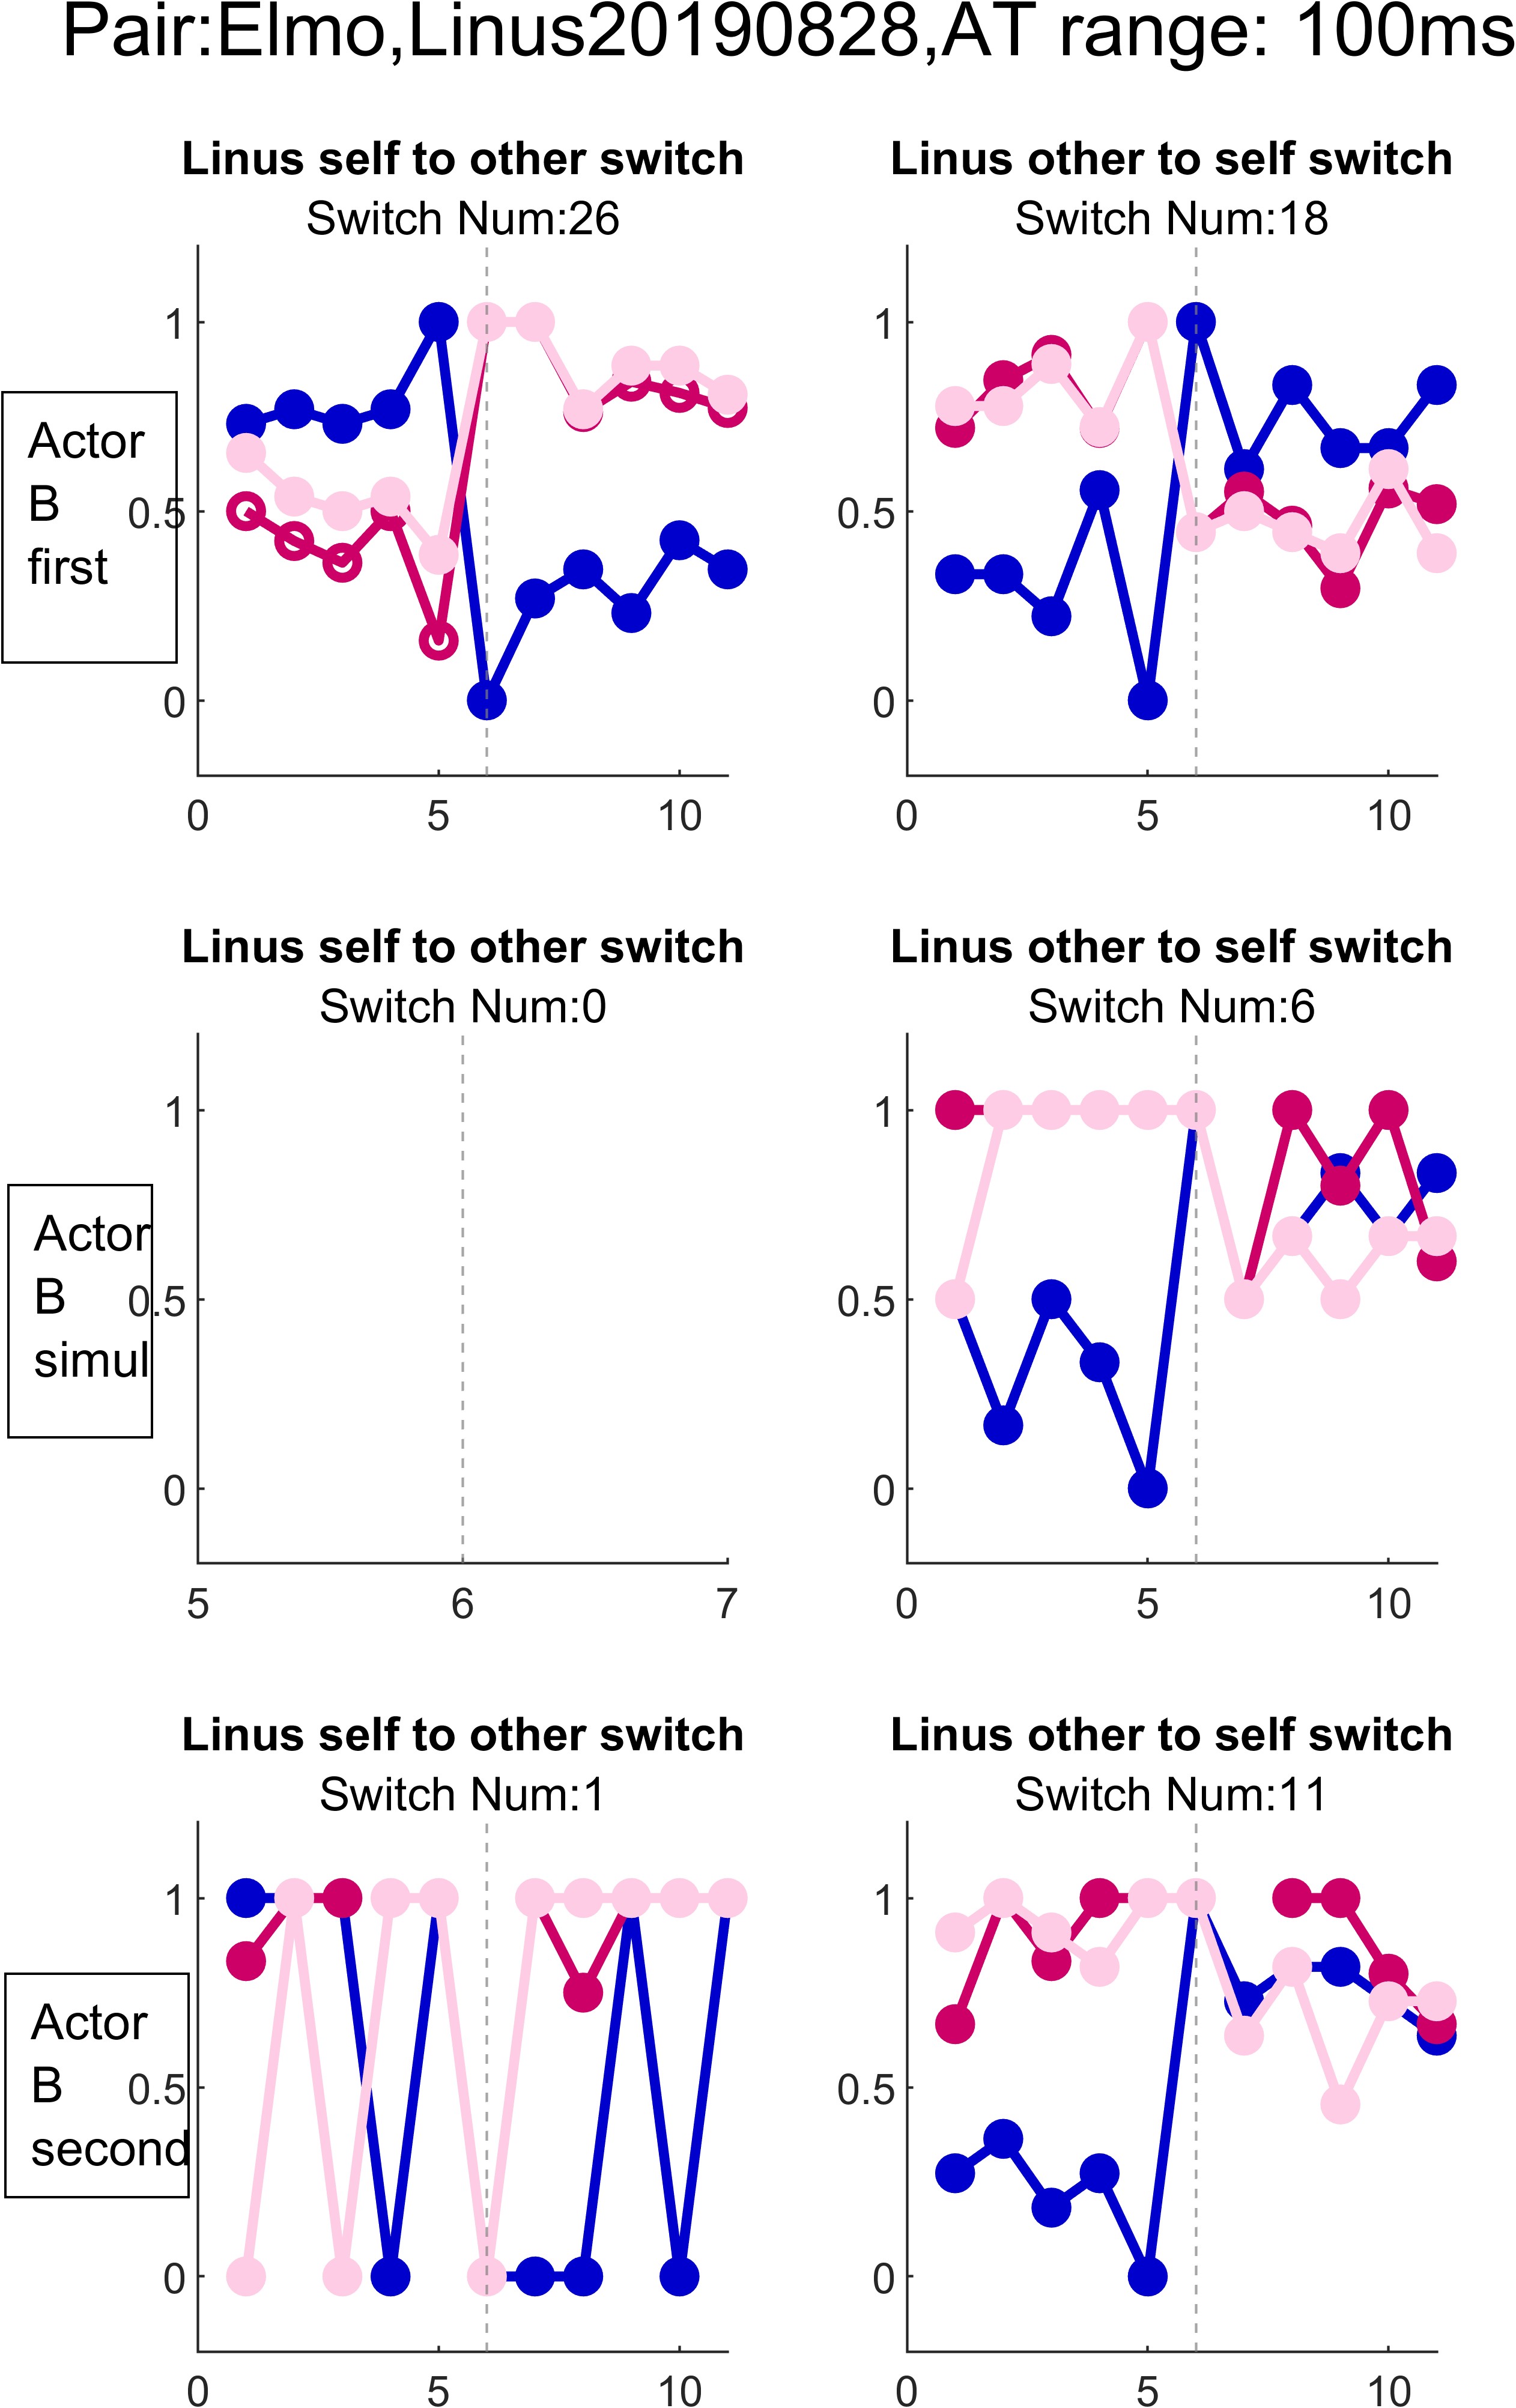 Pair:Elmo,Linus20190828,AT range: 100ms
Linus self to other switch
Switch Num:26
1
0.5
0
0 5 10
Linus other to self switch
Switch Num:18
1
0.5
0
0 5 10
Actor
B
first
Linus self to other switch
Switch Num:0
1
0.5
0
5 6 7
Linus other to self switch
Switch Num:6
1
0.5
0
0 5 10
Actor
B
simul
Linus self to other switch
Switch Num:1
1
0.5
0
0 5 10
Linus other to self switch
Switch Num:11
1
0.5
0
0 5 10
Actor
B
second